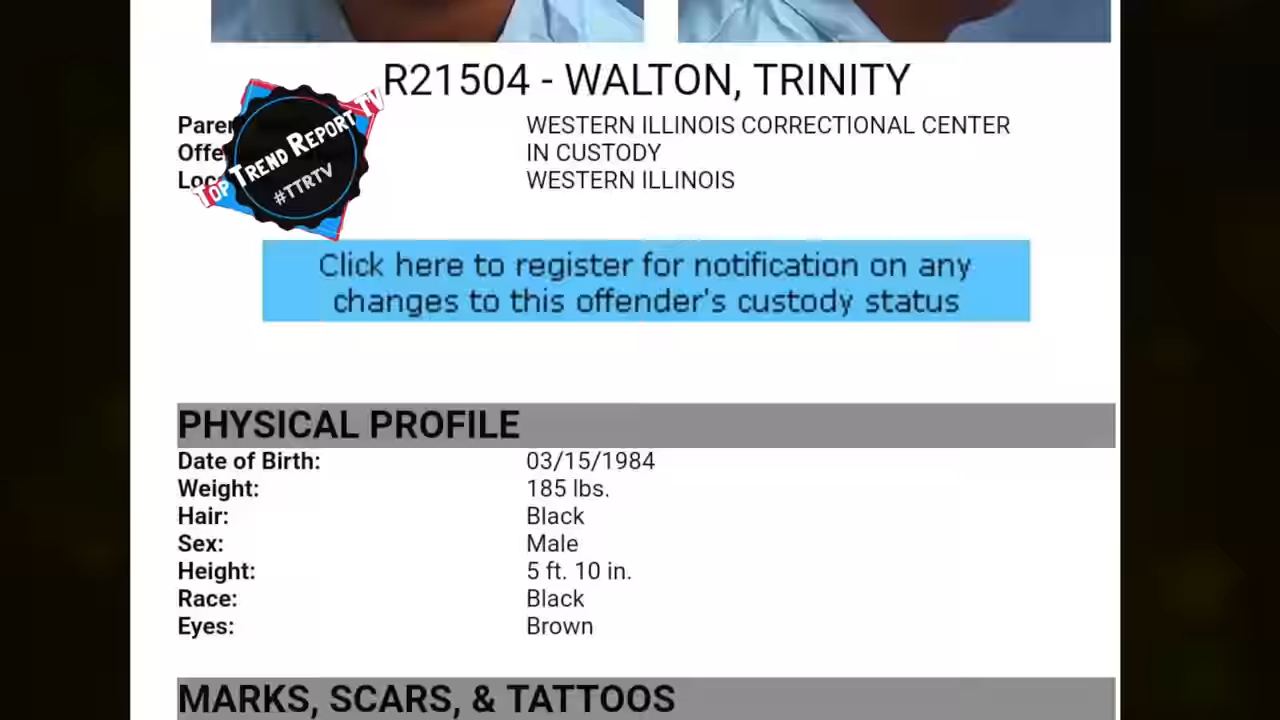 R21504 - WALTON, TRINITY
WESTERN ILLINOIS CORRECTIONAL CENTER
IN CUSTODY
WESTERN ILLINOIS
TOP TREND REPORT TV
#TTRTV
Click here to register for notification on any
changes to this offender's custody status
PHYSICAL PROFILE
Date of Birth: 03/15/1984
Weight: 185 lbs.
Hair: Black
Sex: Male
Height: 5 ft. 10 in.
Race: Black
Eyes: Brown
MARKS, SCARS, & TATTOOS